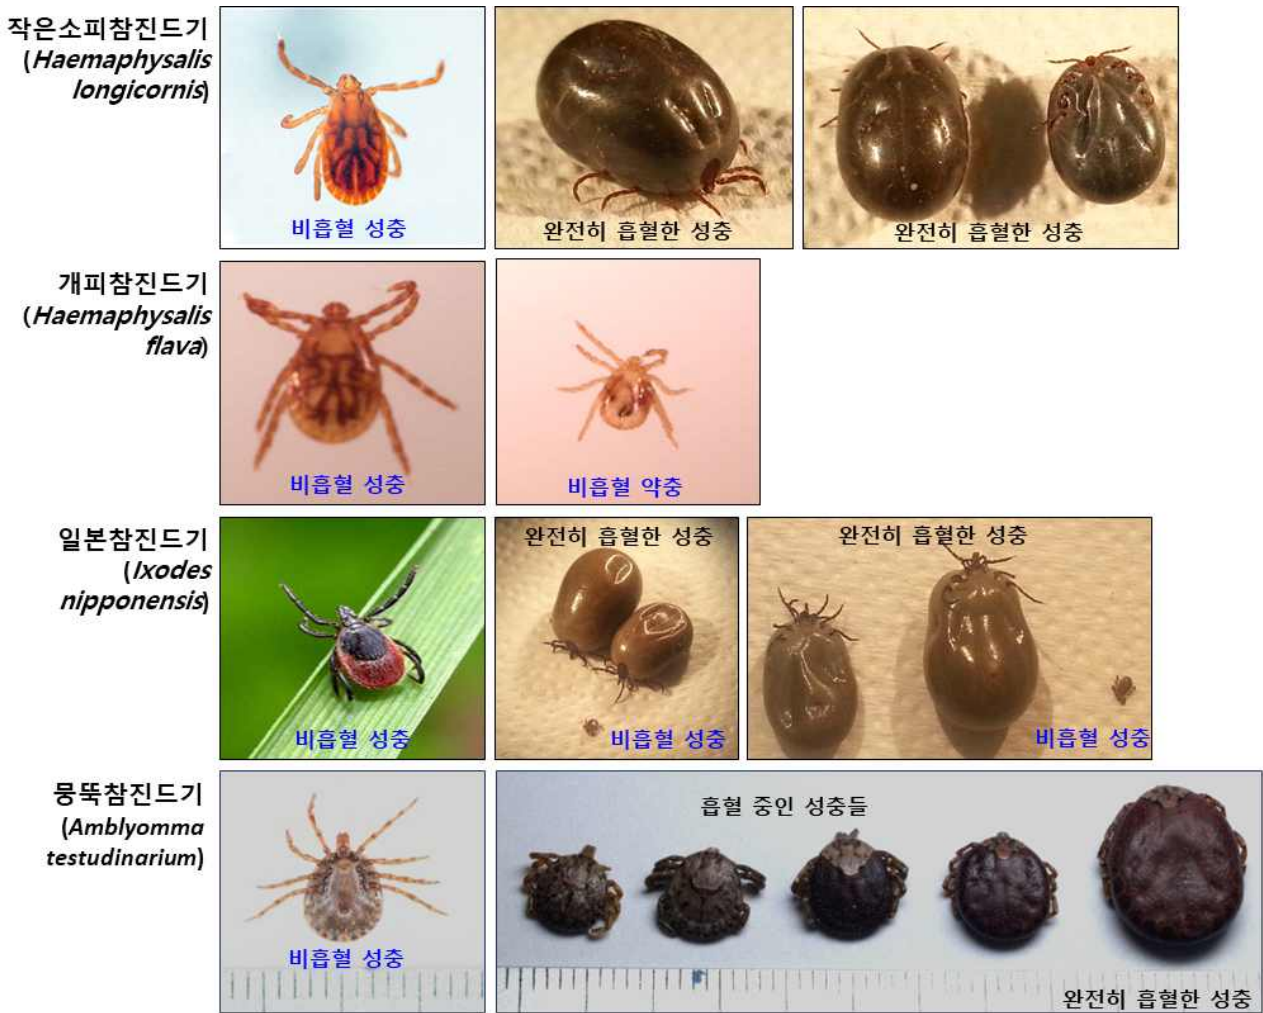 작은소피참진드기
(Haemaphysalis
longicornis)
비흡혈 성충
완전히 흡혈한 성충
완전히 흡혈한 성충
개피참진드기
(Haemaphysalis
flava)
비흡혈 성충
비흡혈 약충
일본참진드기
(Ixodes
nipponensis)
비흡혈 성충
완전히 흡혈한 성충
비흡혈 성충
완전히 흡혈한 성충
비흡혈 성충
뭉뚝참진드기
(Amblyomma
testudinarium)
비흡혈 성충
흡혈 중인 성충들
완전히 흡혈한 성충